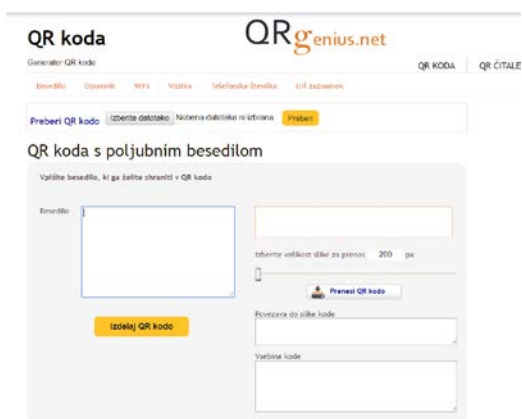 QR koda
QRgenius.net
Generator QR kode
QR KODA
QR ČITALE
Besedilo
Opomnik
WiFi
Vizitka
Telefonska številka
Url zaznamek
Preberi QR kodo
Izberite datoteko
Nobena datoteka ni izbrana
Preberi
QR koda s poljubnim besedilom
Vpišite besedilo, ki ga želite shraniti v QR kodo
Besedilo
Izberite velikost slike za prenos 200 px
Prenesi QR kodo
Izdelaj QR kodo
Povezava do slike kode
Vsebina kode